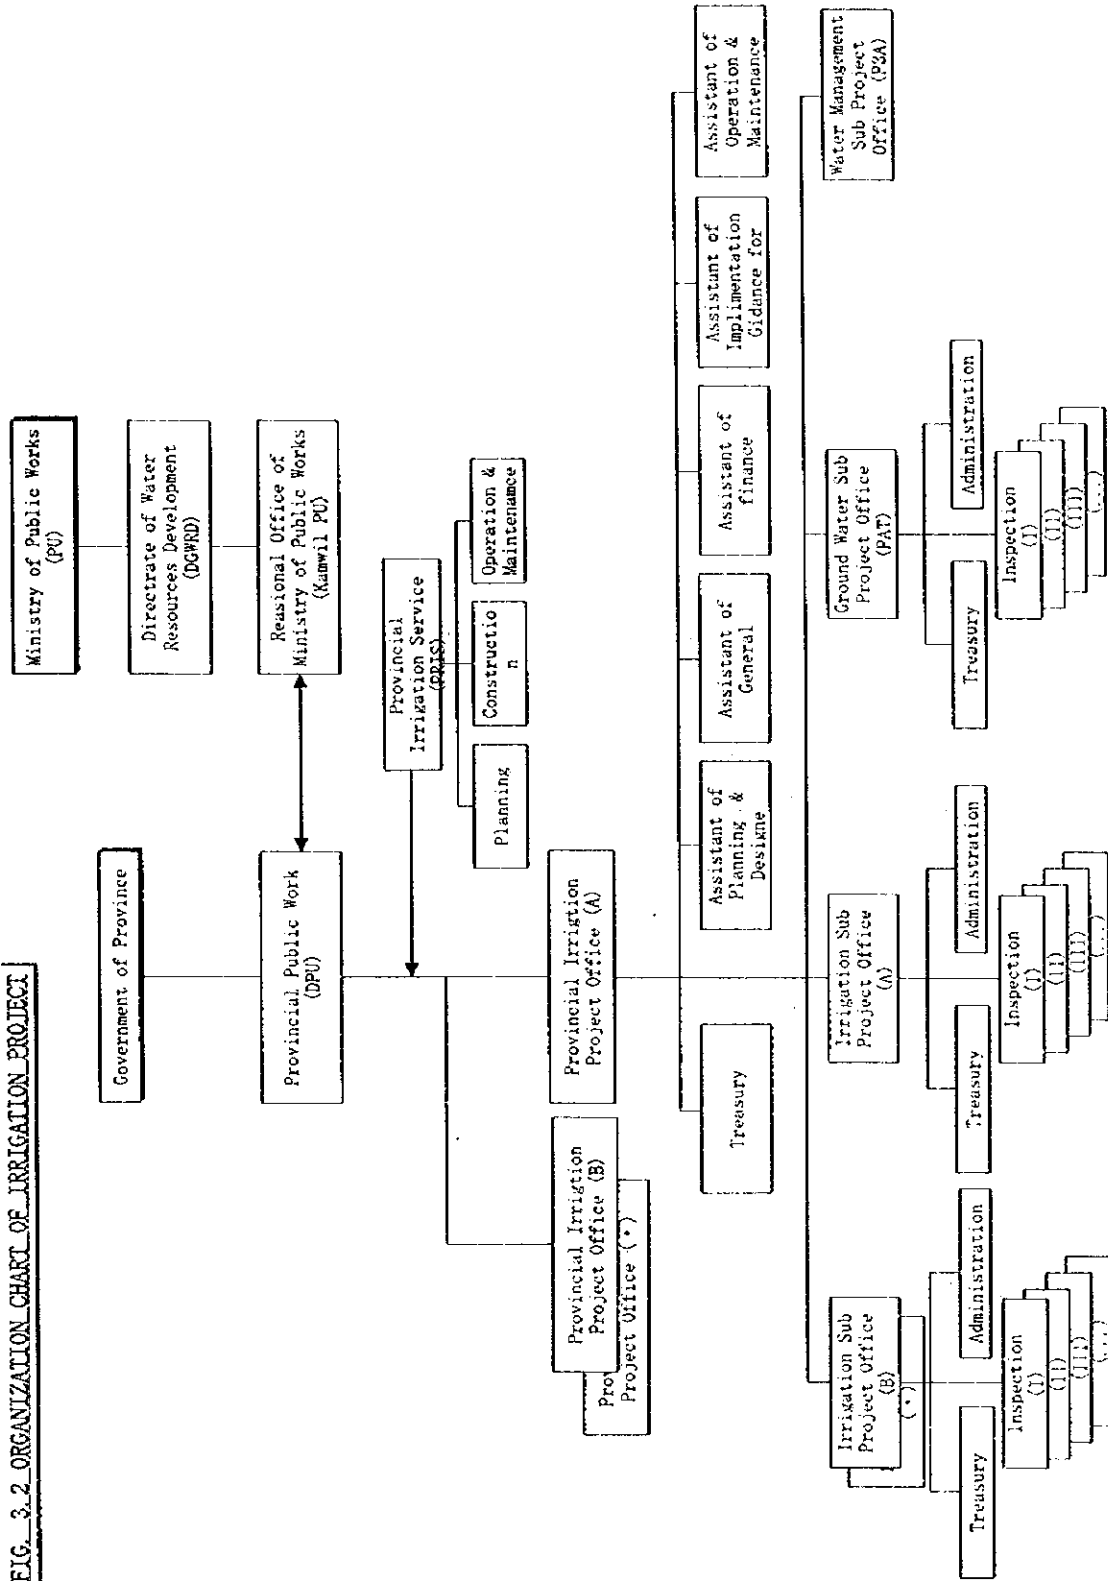 FIG. 3.2 ORGANIZATION CHART OF IRRIGATION PROJECT
Ministry of Public Works
(PU)
Government of Province
Directrate of Water
Resources Development
(DGWRD)
Provincial Public Work
(DPU)
Reasional Office of
Ministry of Public Works
(Kamwil PU)
Provincial
Irrigation Service
(PRIS)
Planning
Constructio
n
Operation &
Maintenamce
Provincial Irrigtion
Project Office (B)
Prov
Project Office (*)
Provincial Irrigtion
Project Office (A)
Treasury
Assistant of
Planning &
Designe
Assistant of
General
Assistant of
finance
Assistant of
Implimentation
Gidance for
Assistant of
Operation &
Maintenance
Irrigation Sub
Project Office
(B)
(*)
Irrigation Sub
Project Office
(A)
Ground Water Sub
Project Office
(PAT)
Water Management
Sub Project
Office (P3A)
Treasury
Administration
Treasury
Administration
Treasury
Administration
Inspection
(I)
(II)
(III)
(...)
Inspection
(I)
(II)
(III)
(...)
Inspection
(I)
(II)
(III)
(...)